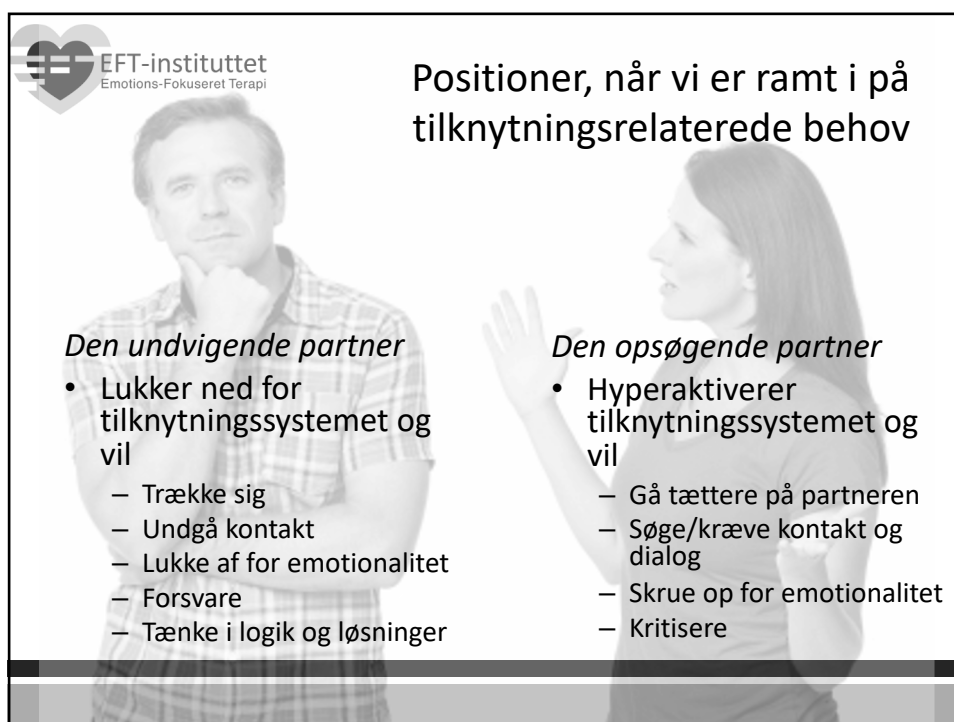 EFT-instituttet
Emotions-Fokuseret Terapi
Positioner, når vi er ramt i på
tilknytningsrelaterede behov
Den undvigende partner
• Lukker ned for
tilknytningssystemet og
vil
– Trække sig
– Undgå kontakt
– Lukke af for emotionalitet
– Forsvare
– Tænke i logik og løsninger
Den opsøgende partner
• Hyperaktiverer
tilknytningssystemet og
vil
– Gå tættere på partneren
– Søge/kræve kontakt og
dialog
– Skrue op for emotionalitet
– Kritisere